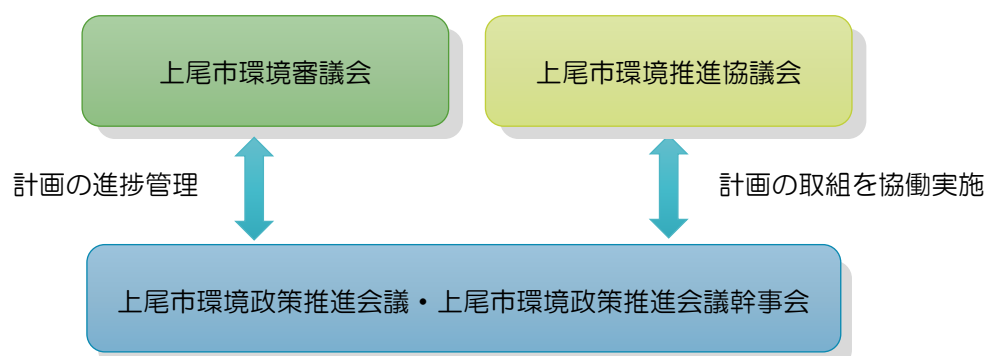 上尾市環境審議会
上尾市環境推進協議会
計画の進捗管理
計画の取組を協働実施
上尾市環境政策推進会議・上尾市環境政策推進会議幹事会